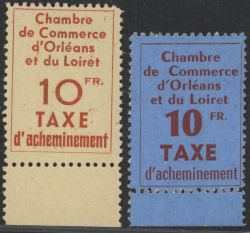 Chambre
de Commerce
d'Orléans
et du Loiret
10 FR.
TAXE
d'acheminement
Chambre
de Commerce
d'Orléans
et du Loiret
10 FR.
TAXE
d'acheminement